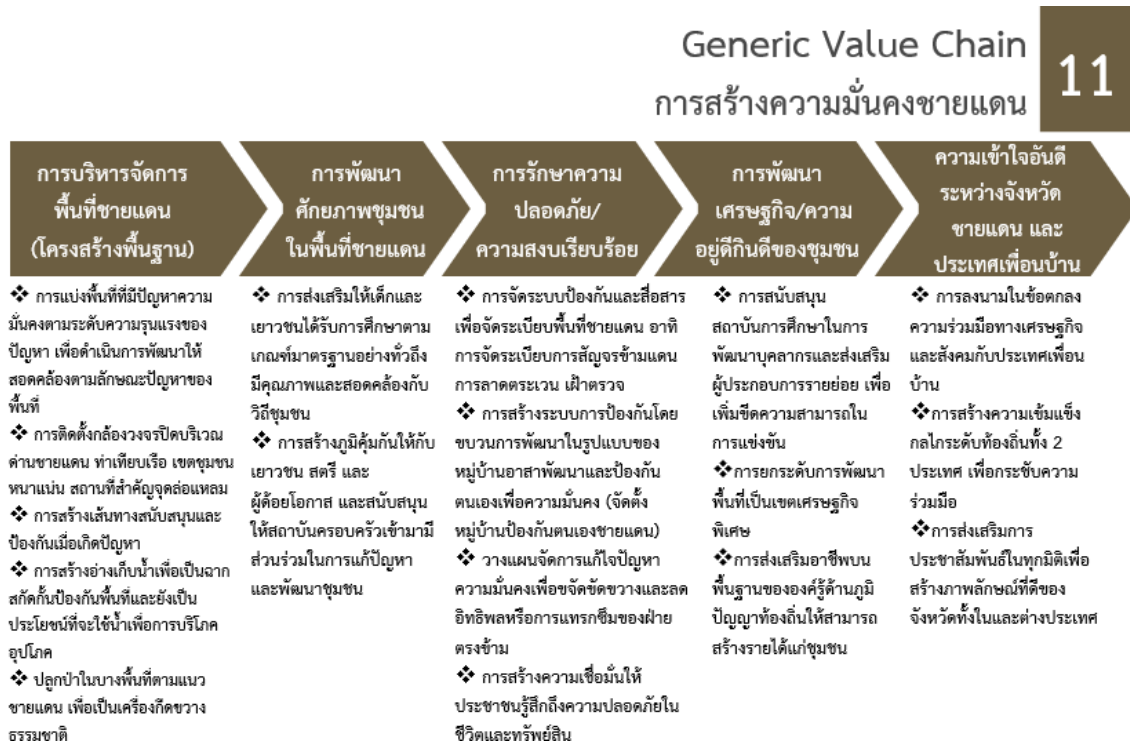 Generic Value Chain
การสร้างความมั่นคงชายแดน
11
การบริหารจัดการ
พื้นที่ชายแดน
(โครงสร้างพื้นฐาน)
❖ การแบ่งพื้นที่ที่มีปัญหาความ
มั่นคงตามระดับความรุนแรงของ
ปัญหา เพื่อดำเนินการพัฒนาให้
สอดคล้องตามลักษณะปัญหาของ
พื้นที่
❖ การติดตั้งกล้องวงจรปิดบริเวณ
ด่านชายแดน ท่าเทียบเรือ เขตชุมชน
หนาแน่น สถานที่สำคัญจุดล่อแหลม
❖ การสร้างเส้นทางสนับสนุนและ
ป้องกันเมื่อเกิดปัญหา
❖ การสร้างอ่างเก็บน้ำเพื่อเป็นฉาก
สกัดกั้นป้องกันพื้นที่และยังเป็น
ประโยชน์ที่จะใช้น้ำเพื่อการบริโภค
อุปโภค
❖ ปลูกป่าในบางพื้นที่ตามแนว
ชายแดน เพื่อเป็นเครื่องกีดขวาง
ธรรมชาติ
การพัฒนา
ศักยภาพชุมชน
ในพื้นที่ชายแดน
❖ การส่งเสริมให้เด็กและ
เยาวชนได้รับการศึกษาตาม
เกณฑ์มาตรฐานอย่างทั่วถึง
มีคุณภาพและสอดคล้องกับ
วิถีชุมชน
❖ การสร้างภูมิคุ้มกันให้กับ
เยาวชน สตรี และ
ผู้ด้อยโอกาส และสนับสนุน
ให้สถาบันครอบครัวเข้ามามี
ส่วนร่วมในการแก้ปัญหา
และพัฒนาชุมชน
การรักษาความ
ปลอดภัย/
ความสงบเรียบร้อย
❖ การจัดระบบป้องกันและสื่อสาร
เพื่อจัดระเบียบพื้นที่ชายแดน อาทิ
การจัดระเบียบการสัญจรข้ามแดน
การลาดตระเวน เฝ้าตรวจ
❖ การสร้างระบบการป้องกันโดย
ขบวนการพัฒนาในรูปแบบของ
หมู่บ้านอาสาพัฒนาและป้องกัน
ตนเองเพื่อความมั่นคง (จัดตั้ง
หมู่บ้านป้องกันตนเองชายแดน)
❖ วางแผนจัดการแก้ไขปัญหา
ความมั่นคงเพื่อขจัดขัดขวางและลด
อิทธิพลหรือการแทรกซึมของฝ่าย
ตรงข้าม
❖ การสร้างความเชื่อมั่นให้
ประชาชนรู้สึกถึงความปลอดภัยใน
ชีวิตและทรัพย์สิน
การพัฒนา
เศรษฐกิจ/ความ
อยู่ดีกินดีของชุมชน
❖ การสนับสนุน
สถาบันการศึกษาในการ
พัฒนาบุคลากรและส่งเสริม
ผู้ประกอบการรายย่อย เพื่อ
เพิ่มขีดความสามารถใน
การแข่งขัน
❖การยกระดับการพัฒนา
พื้นที่เป็นเขตเศรษฐกิจ
พิเศษ
❖การส่งเสริมอาชีพบน
พื้นฐานขององค์รู้ด้านภูมิ
ปัญญาท้องถิ่นให้สามารถ
สร้างรายได้แก่ชุมชน
ความเข้าใจอันดี
ระหว่างจังหวัด
ชายแดน และ
ประเทศเพื่อนบ้าน
❖ การลงนามในข้อตกลง
ความร่วมมือทางเศรษฐกิจ
และสังคมกับประเทศเพื่อน
บ้าน
❖การสร้างความเข้มแข็ง
กลไกระดับท้องถิ่นทั้ง 2
ประเทศ เพื่อกระชับความ
ร่วมมือ
❖การส่งเสริมการ
ประชาสัมพันธ์ในทุกมิติเพื่อ
สร้างภาพลักษณ์ที่ดีของ
จังหวัดทั้งในและต่างประเทศ